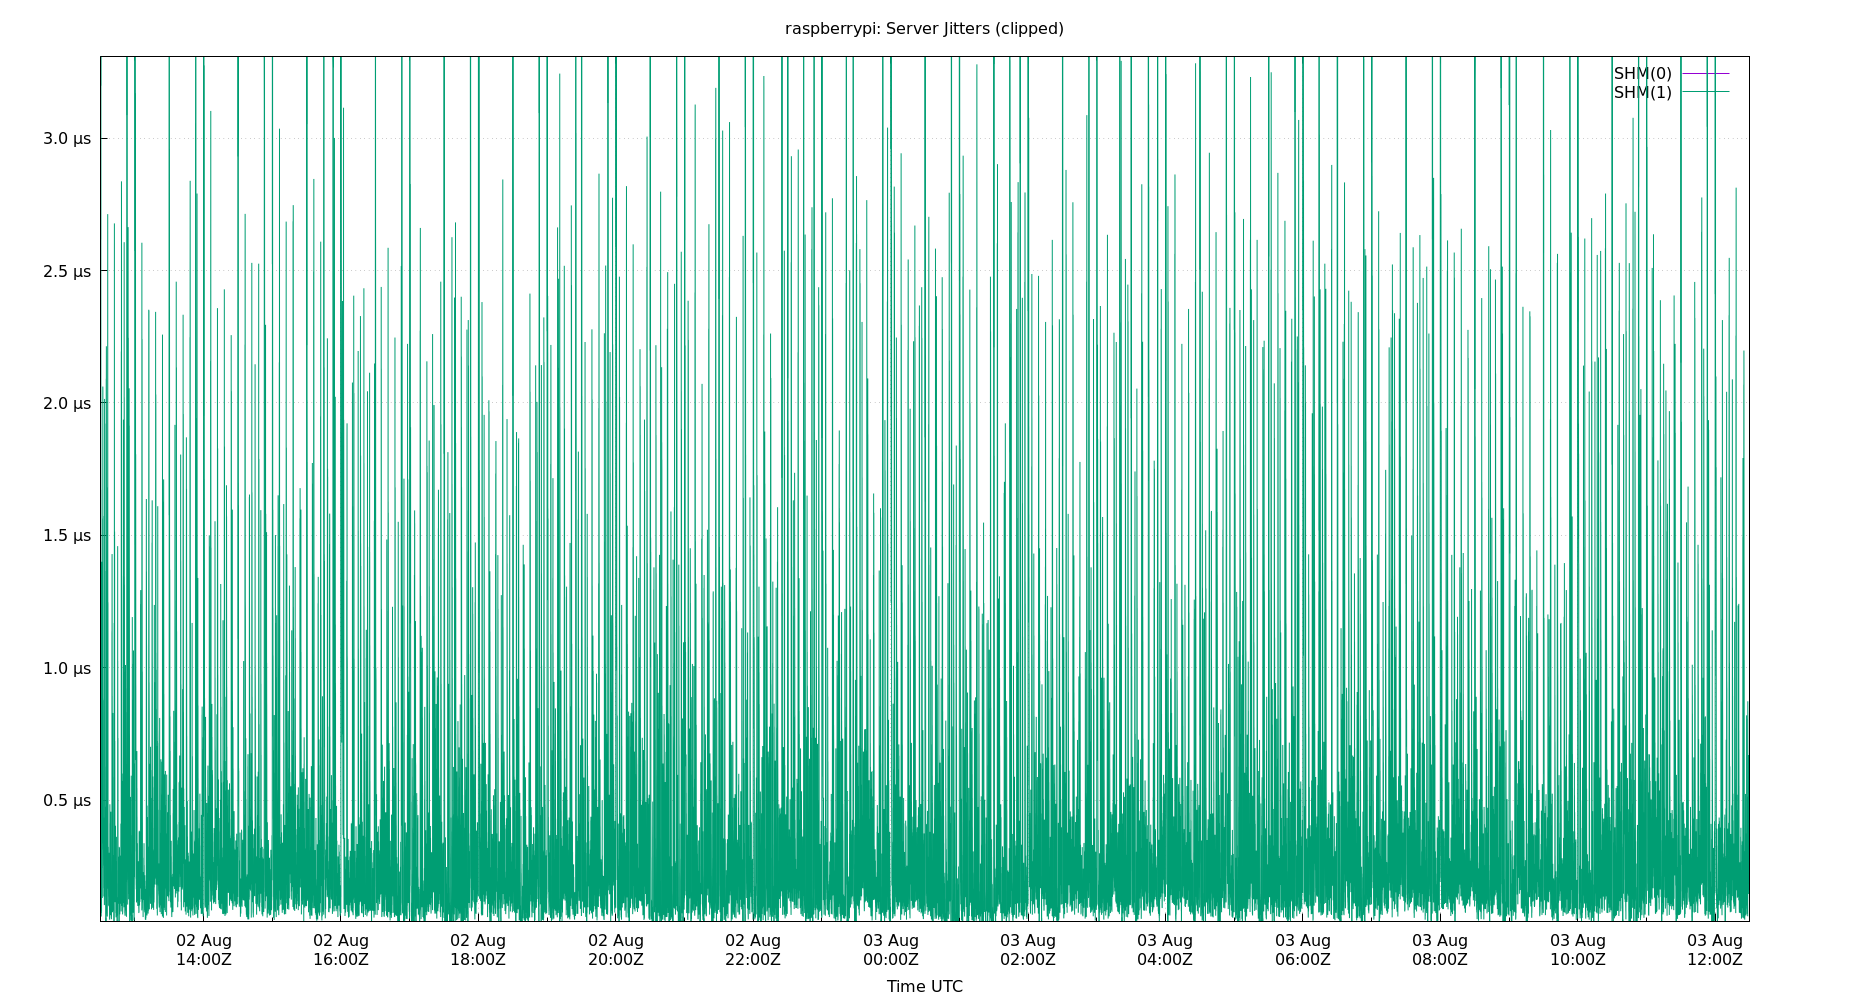 raspberrypi: Server Jitters (clipped)
SHM(0)
SHM(1)
3.0 µs
2.5 µs
2.0 µs
1.5 µs
1.0 µs
0.5 µs
02 Aug 02 Aug 02 Aug 02 Aug 02 Aug 03 Aug 03 Aug 03 Aug 03 Aug 03 Aug 03 Aug 03 Aug
14:00Z 16:00Z 18:00Z 20:00Z 22:00Z 00:00Z 02:00Z 04:00Z 06:00Z 08:00Z 10:00Z 12:00Z
Time UTC